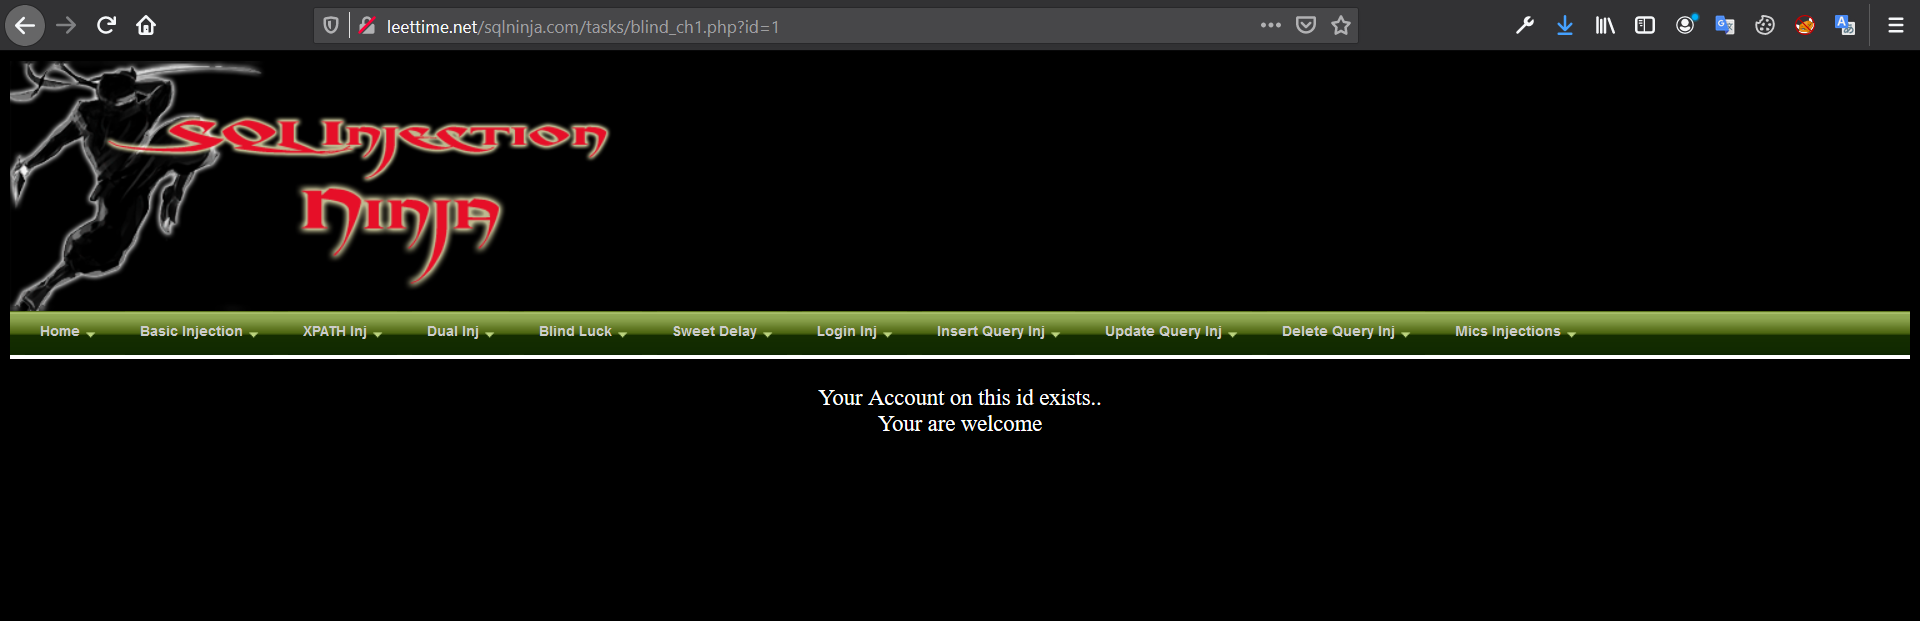 leettime.net/sqlninja.com/tasks/blind_ch1.php?id=1
SQL Injection
Ninja
Home Basic Injection XPATH Inj Dual Inj Blind Luck Sweet Delay Login Inj Insert Query Inj Update Query Inj Delete Query Inj Mics Injections
Your Account on this id exists..
Your are welcome